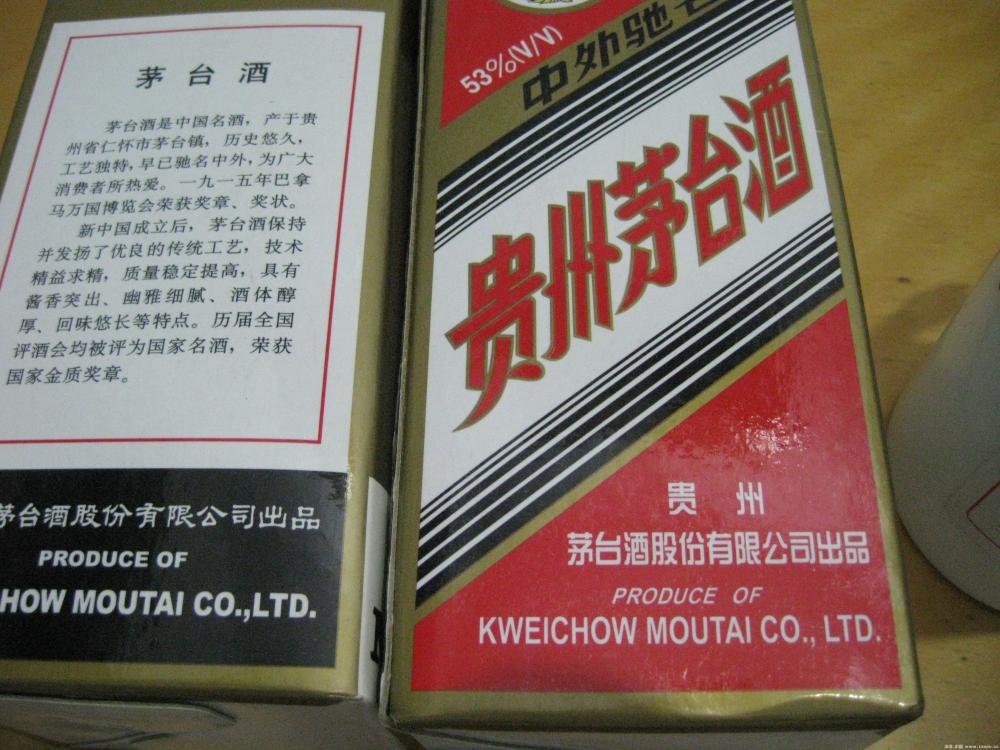 茅台酒
茅台酒是中国名酒，产于贵
州省仁怀市茅台镇，历史悠久，
工艺独特，早已驰名中外，为广大
消费者所热爱。一九一五年巴拿
马万国博览会荣获奖章、奖状。
新中国成立后，茅台酒保持
并发扬了优良的传统工艺，技术
精益求精，质量稳定提高，具有
酱香突出、幽雅细腻、酒体醇
厚、回味悠长等特点。历届全国
评酒会均被评为国家名酒，荣获
国家金质奖章。
茅台酒股份有限公司出品
PRODUCE OF
HOW MOUTAI CO.,LTD.
53%(V/V)
中外驰名
贵州茅台酒
贵州
茅台酒股份有限公司出品
PRODUCE OF
KWEICHOW MOUTAI CO., LTD.